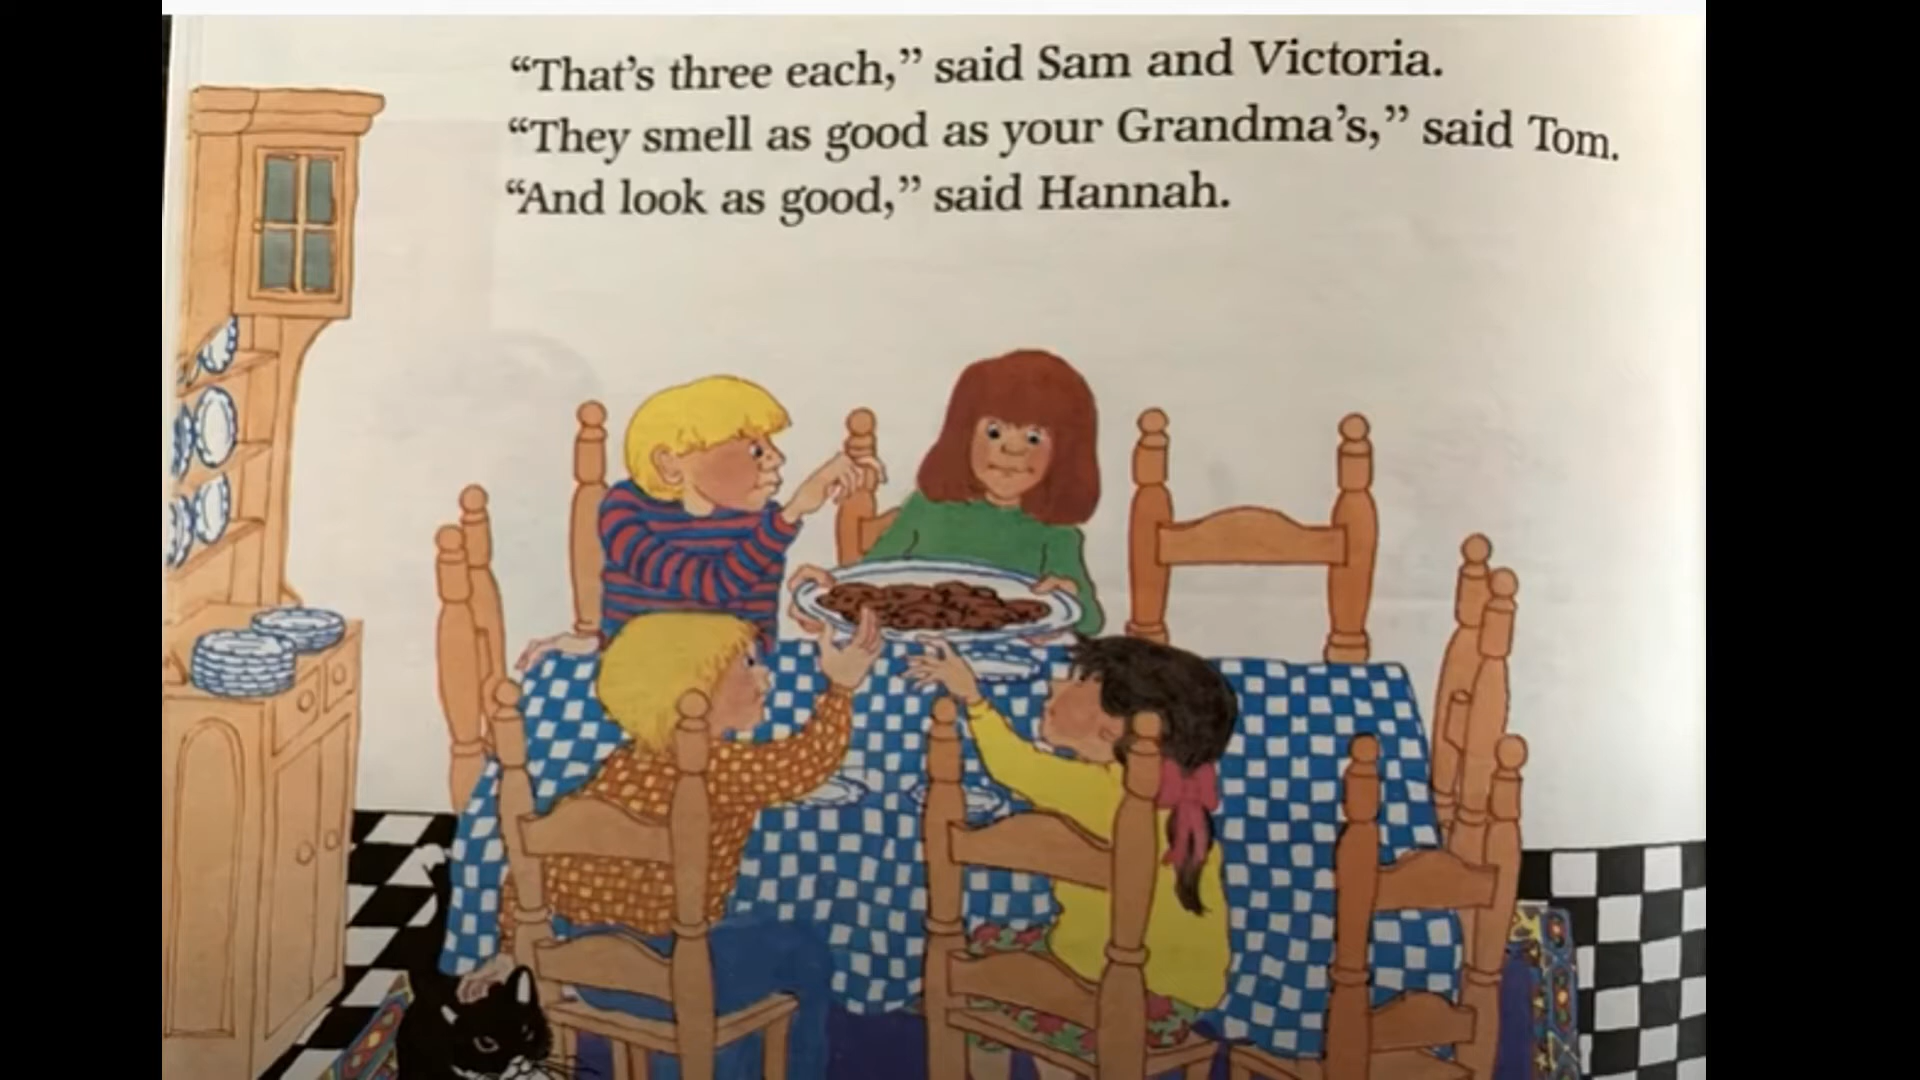 “That’s three each,” said Sam and Victoria.
“They smell as good as your Grandma’s,” said Tom.
“And look as good,” said Hannah.